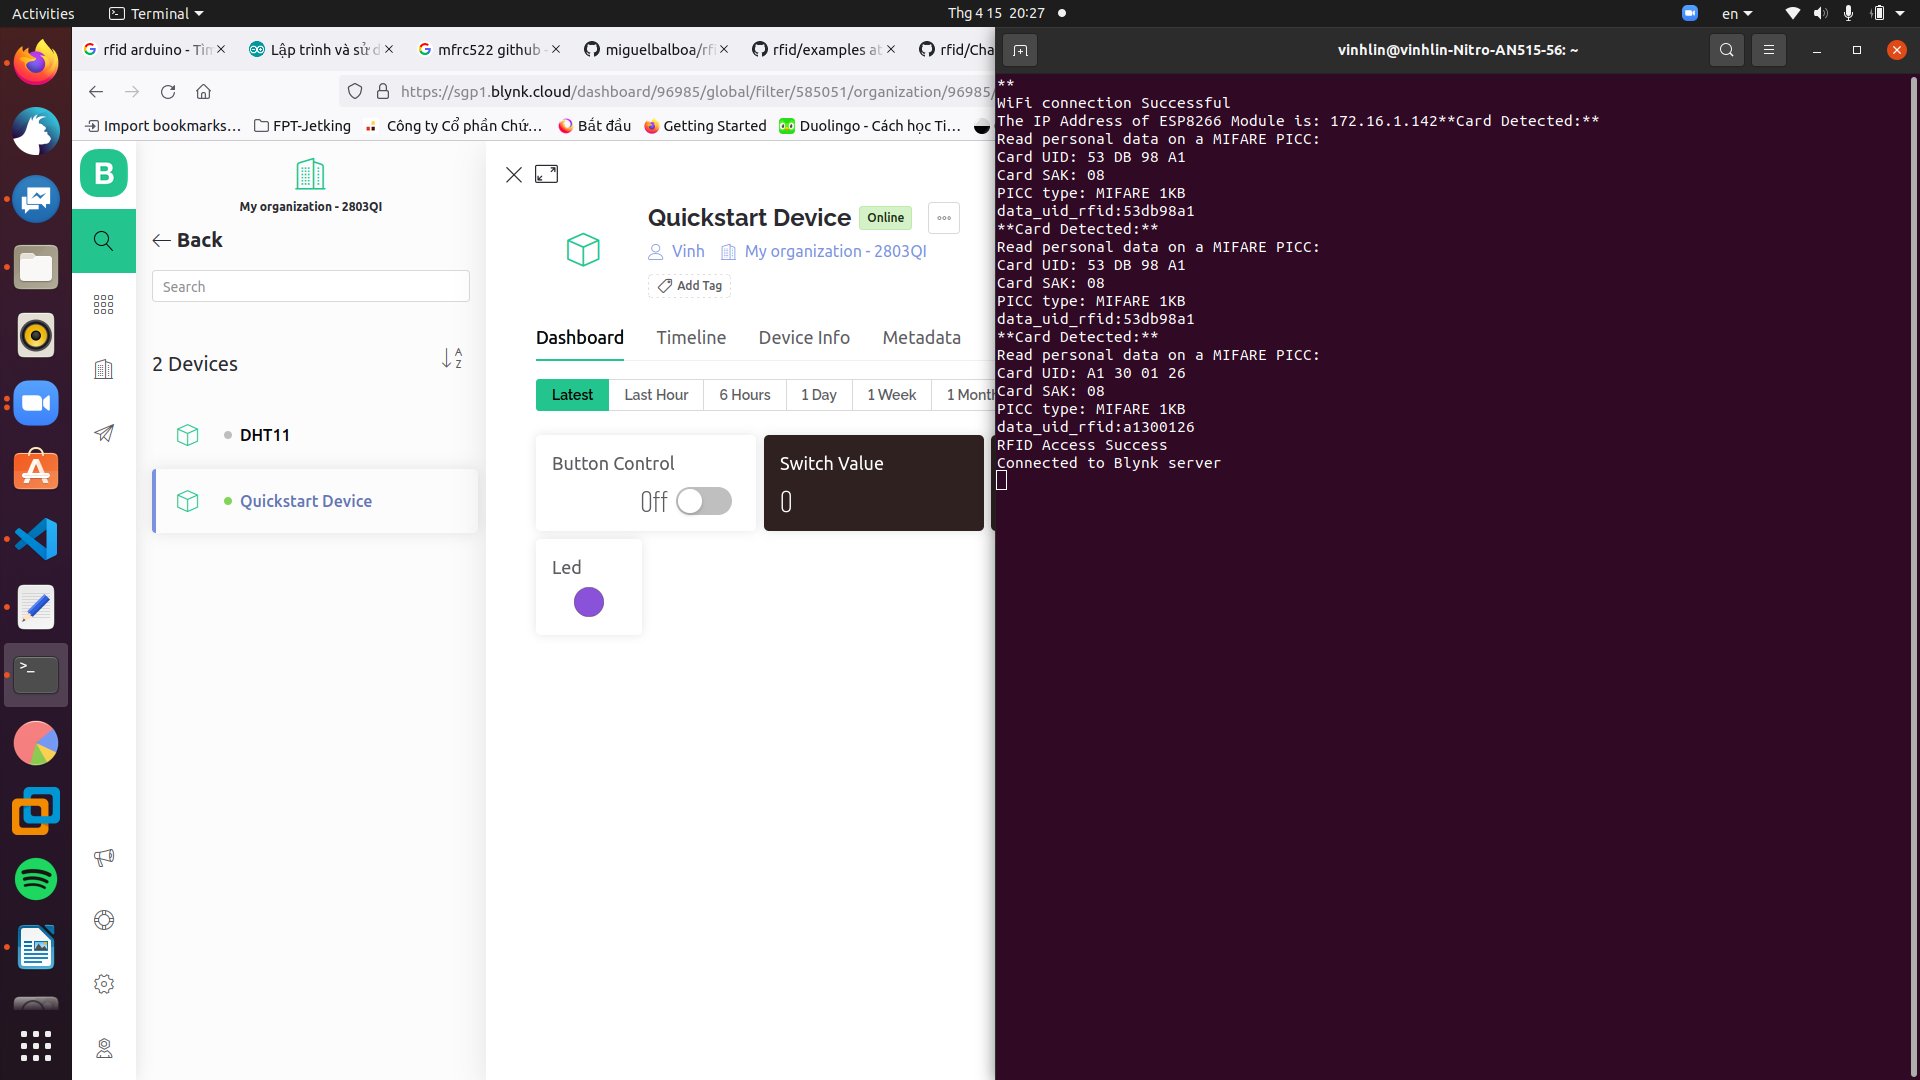 Activities
Terminal
Thg 4 15 20:27
en
rfid arduino - Tìm
Lập trình và sử d
mfrc522 github -
miguelbalboa/rfi
rfid/examples at
rfid/Cha
https://sgp1.blynk.cloud/dashboard/96985/global/filter/585051/organization/96985/
Import bookmarks…
FPT-Jetking
Công ty Cổ phần Chứ…
Bắt đầu
Getting Started
Duolingo - Cách học Ti…
B
My organization - 2803QI
Back
Search
2 Devices
A
Z
DHT11
Quickstart Device
Quickstart Device
Online
Vinh
My organization - 2803QI
Add Tag
Dashboard
Timeline
Device Info
Metadata
Latest
Last Hour
6 Hours
1 Day
1 Week
1 Month
Button Control
Off
Switch Value
0
Led
vinhlin@vinhlin-Nitro-AN515-56: ~
**
WiFi connection Successful
The IP Address of ESP8266 Module is: 172.16.1.142**Card Detected:**
Read personal data on a MIFARE PICC:
Card UID: 53 DB 98 A1
Card SAK: 08
PICC type: MIFARE 1KB
data_uid_rfid:53db98a1
**Card Detected:**
Read personal data on a MIFARE PICC:
Card UID: 53 DB 98 A1
Card SAK: 08
PICC type: MIFARE 1KB
data_uid_rfid:53db98a1
**Card Detected:**
Read personal data on a MIFARE PICC:
Card UID: A1 30 01 26
Card SAK: 08
PICC type: MIFARE 1KB
data_uid_rfid:a1300126
RFID Access Success
Connected to Blynk server